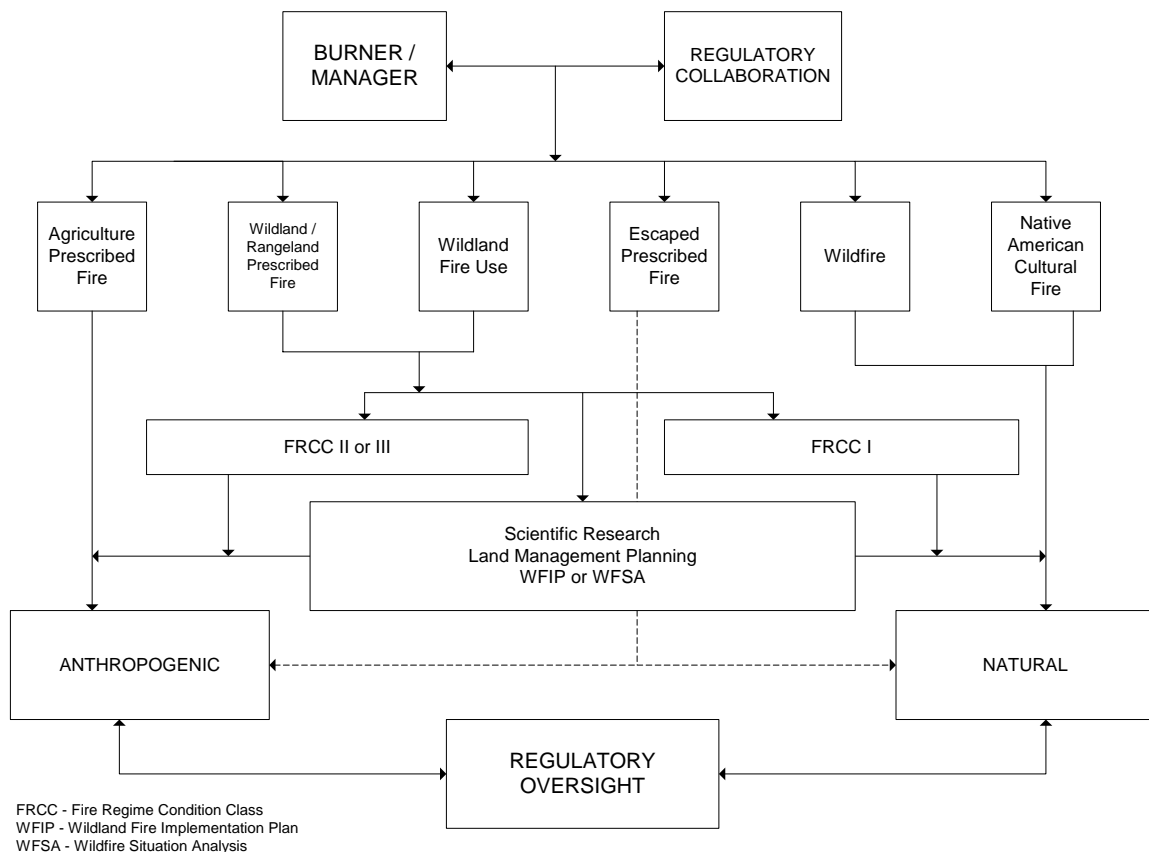 BURNER /
MANAGER
REGULATORY
COLLABORATION
Agriculture
Prescribed
Fire
Wildland /
Rangeland
Prescribed
Fire
Wildland
Fire Use
Escaped
Prescribed
Fire
Wildfire
Native
American
Cultural
Fire
FRCC II or III
FRCC I
Scientific Research
Land Management Planning
WFIP or WFSA
ANTHROPOGENIC
NATURAL
REGULATORY
OVERSIGHT
FRCC - Fire Regime Condition Class
WFIP - Wildland Fire Implementation Plan
WFSA - Wildfire Situation Analysis